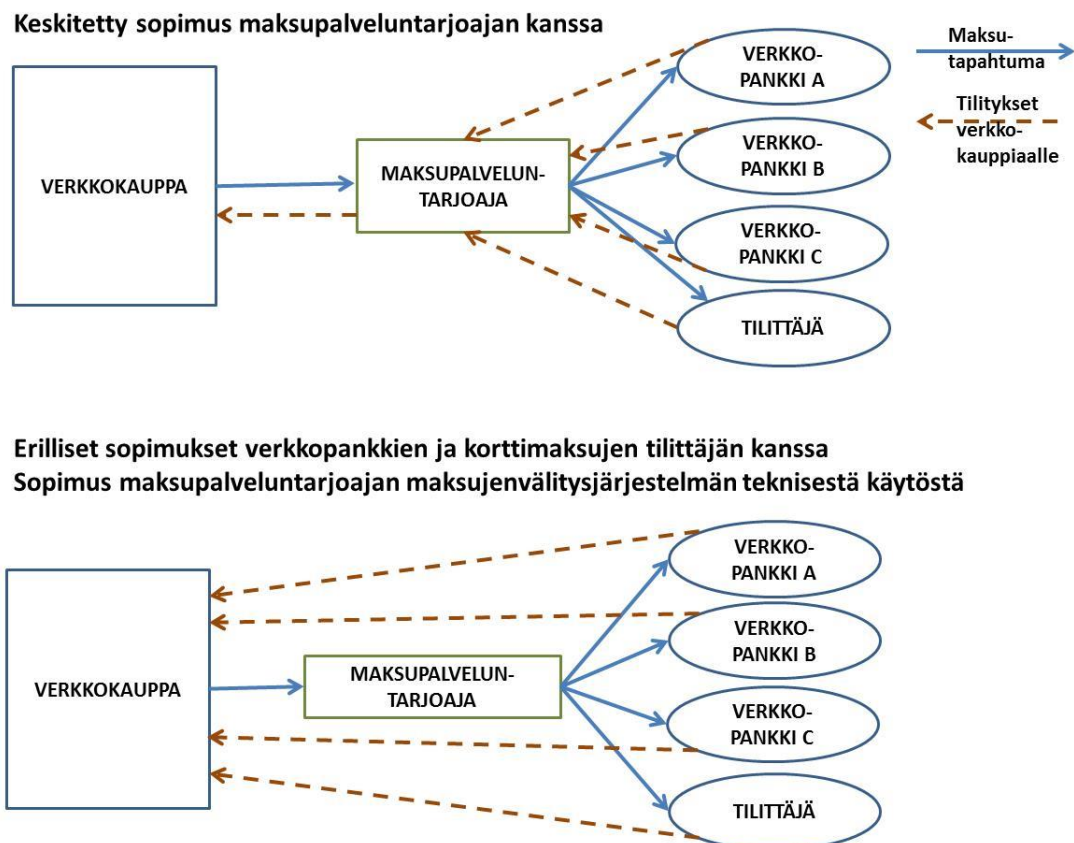 Keskitetty sopimus maksupalveluntarjoajan kanssa
VERKKOKAUPPA
MAKSUPALVELUN-
TARJOAJA
VERKKO-
PANKKI A
VERKKO-
PANKKI B
VERKKO-
PANKKI C
TILITTÄJÄ
Maksu-
tapahtuma
Tilitykset
verkko-
kauppiaalle
Erilliset sopimukset verkkopankkien ja korttimaksujen tilittäjän kanssa
Sopimus maksupalveluntarjoajan maksujenvälitysjärjestelmän teknisestä käytöstä
VERKKOKAUPPA
MAKSUPALVELUN-
TARJOAJA
VERKKO-
PANKKI A
VERKKO-
PANKKI B
VERKKO-
PANKKI C
TILITTÄJÄ